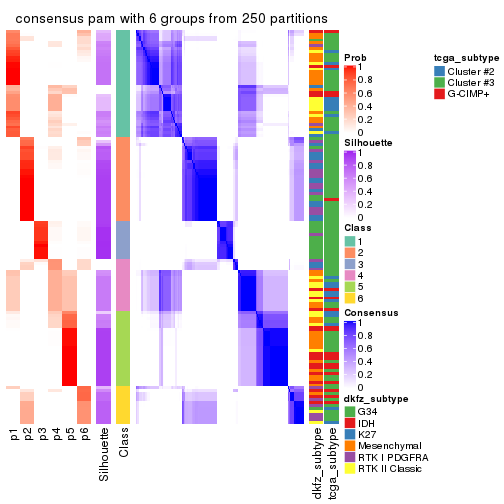 consensus pam with 6 groups from 250 partitions
p1
p2
p3
p4
p5
p6
Silhouette
Class
dkfz_subtype
tcga_subtype
Prob
1
0.8
0.6
0.4
0.2
0
Silhouette
1
0.8
0.6
0.4
0.2
0
Class
1
2
3
4
5
6
Consensus
1
0.8
0.6
0.4
0.2
0
dkfz_subtype
G34
IDH
K27
Mesenchymal
RTK I PDGFRA
RTK II Classic
tcga_subtype
Cluster #2
Cluster #3
G-CIMP+